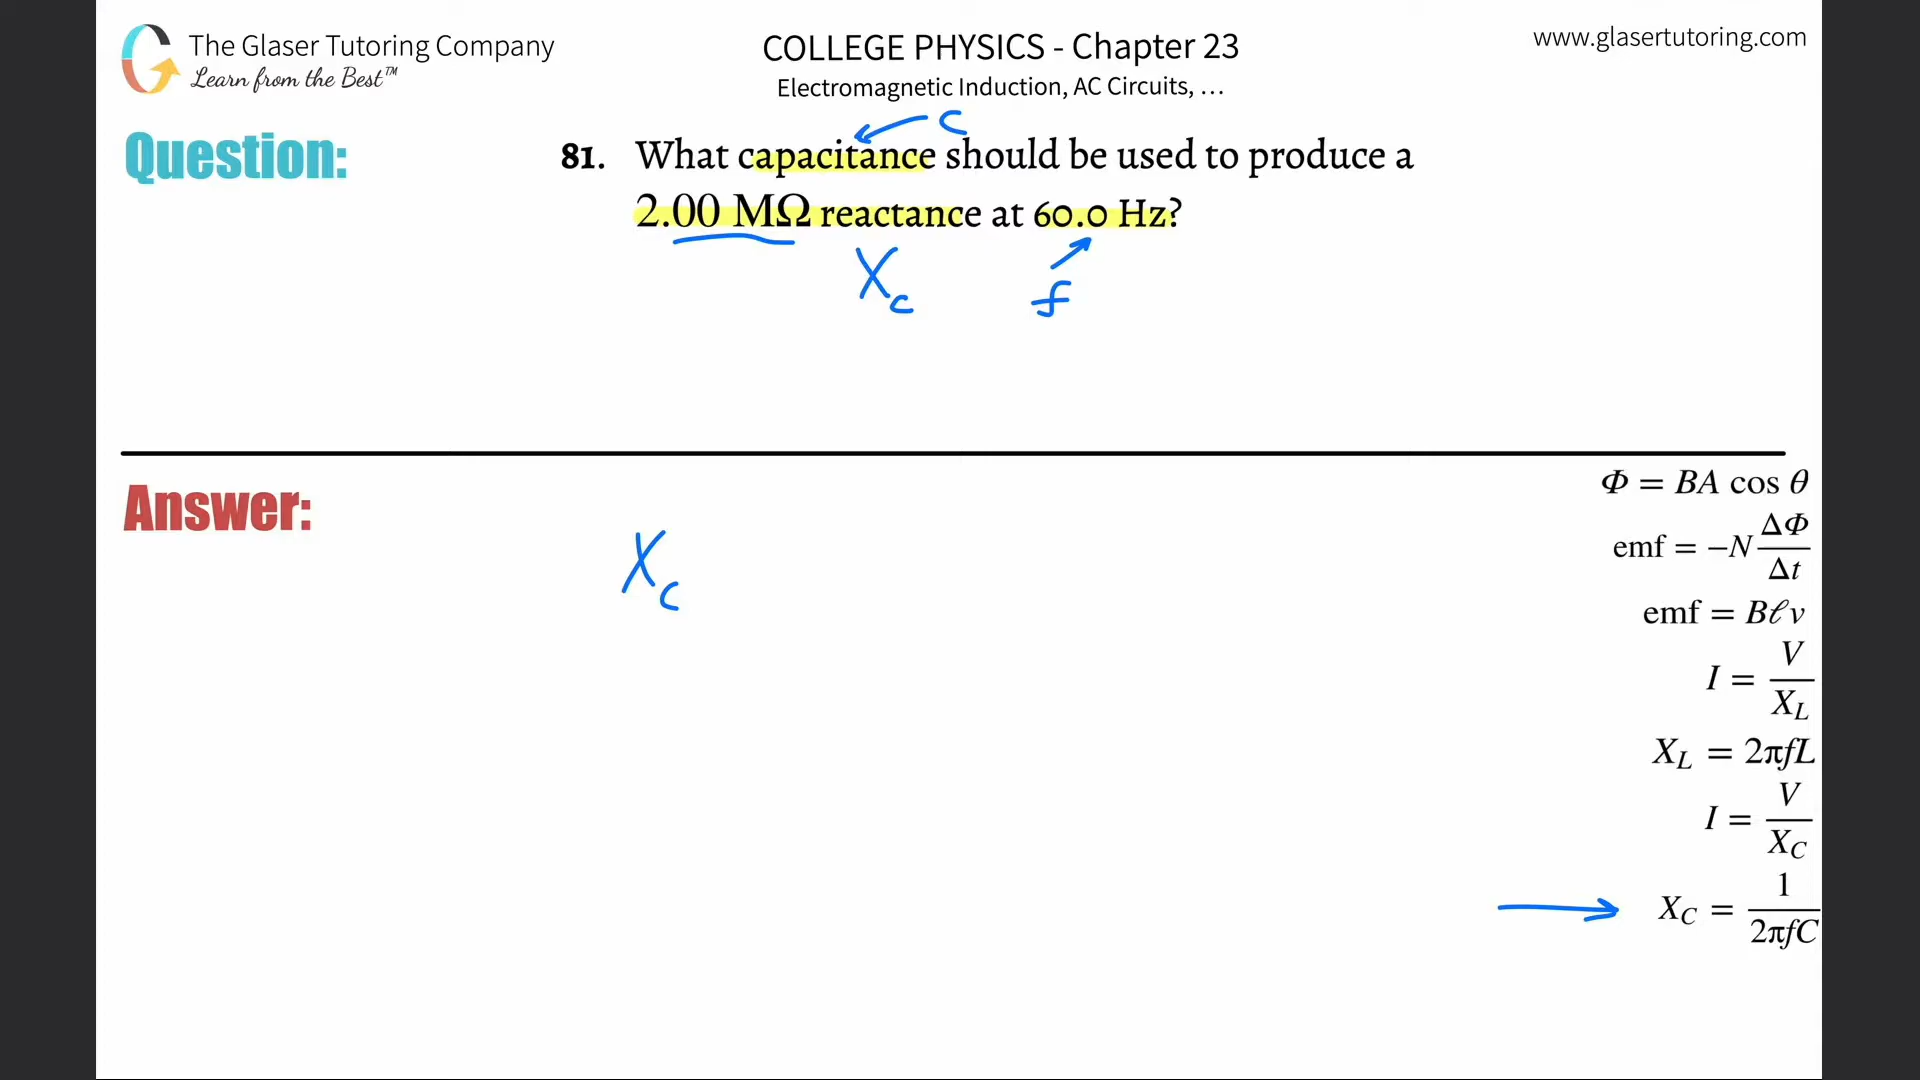 The Glaser Tutoring Company
Learn from the Best™
COLLEGE PHYSICS - Chapter 23
Electromagnetic Induction, AC Circuits, …
www.glasertutoring.com
C
Question:
81. What capacitance should be used to produce a
2.00 MΩ reactance at 60.0 Hz?
X_C f
Answer:
X_C
Φ = BA cos θ
emf = −N ΔΦ/Δt
emf = Bℓv
I = V/X_L
X_L = 2πfL
I = V/X_C
X_C = 1/2πfC